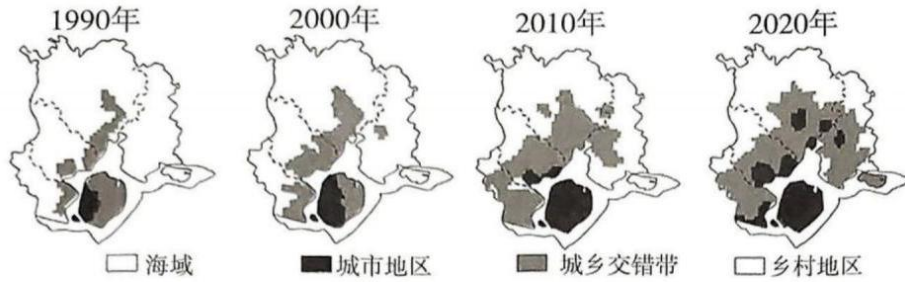 1990年
2000年
2010年
2020年
海域
城市地区
城乡交错带
乡村地区